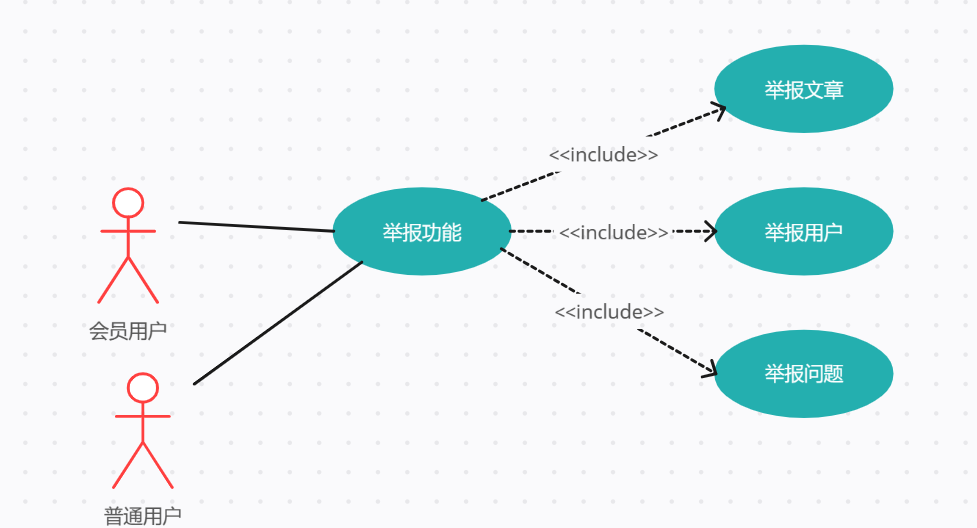 举报文章
<<include>>
举报功能
<<include>>
举报用户
<<include>>
举报问题
会员用户
普通用户